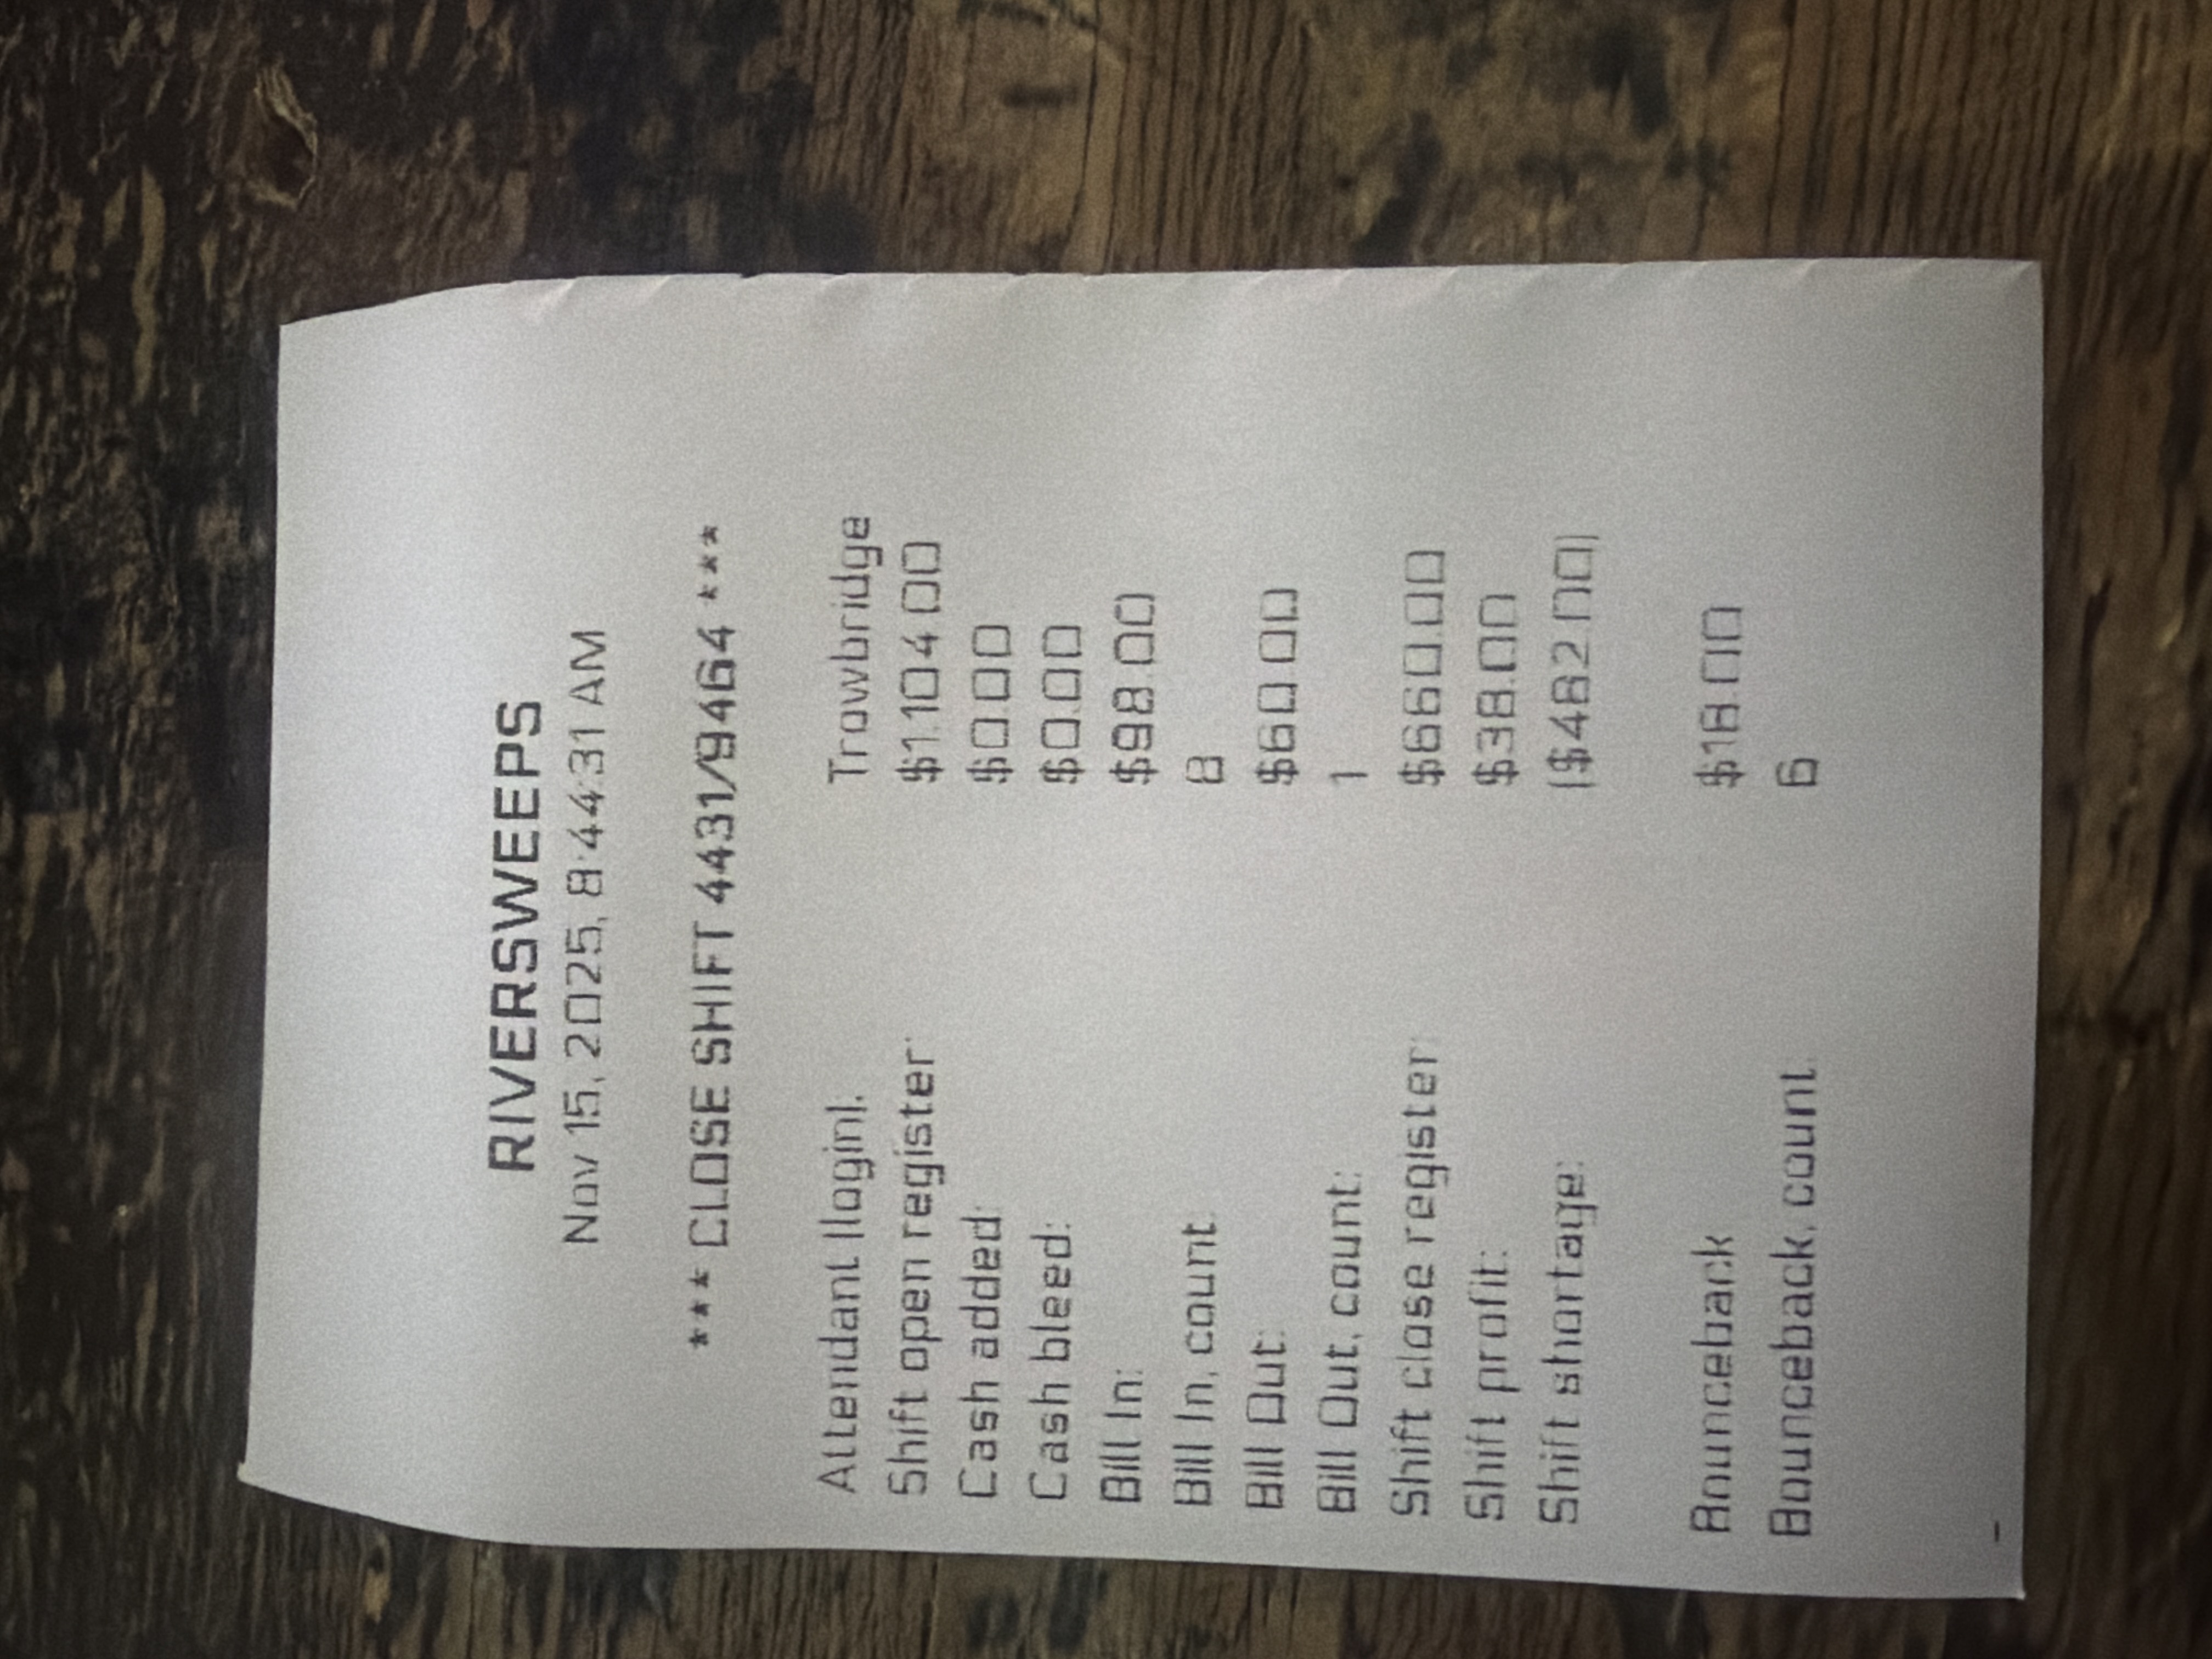 RIVERSWEEPS
Nov 15, 2025, 8:44:31 AM
*** CLOSE SHIFT 4431/9464 ***
Attendant (login): Trowbridge
Shift open register: $1,104.00
Cash added: $0.00
Cash bleed: $0.00
Bill In: $98.00
Bill In, count: 8
Bill Out: $60.00
Bill Out, count: 1
Shift close register: $660.00
Shift profit: $38.00
Shift shortage: ($482.00)
Bounceback $18.00
Bounceback, count: 6